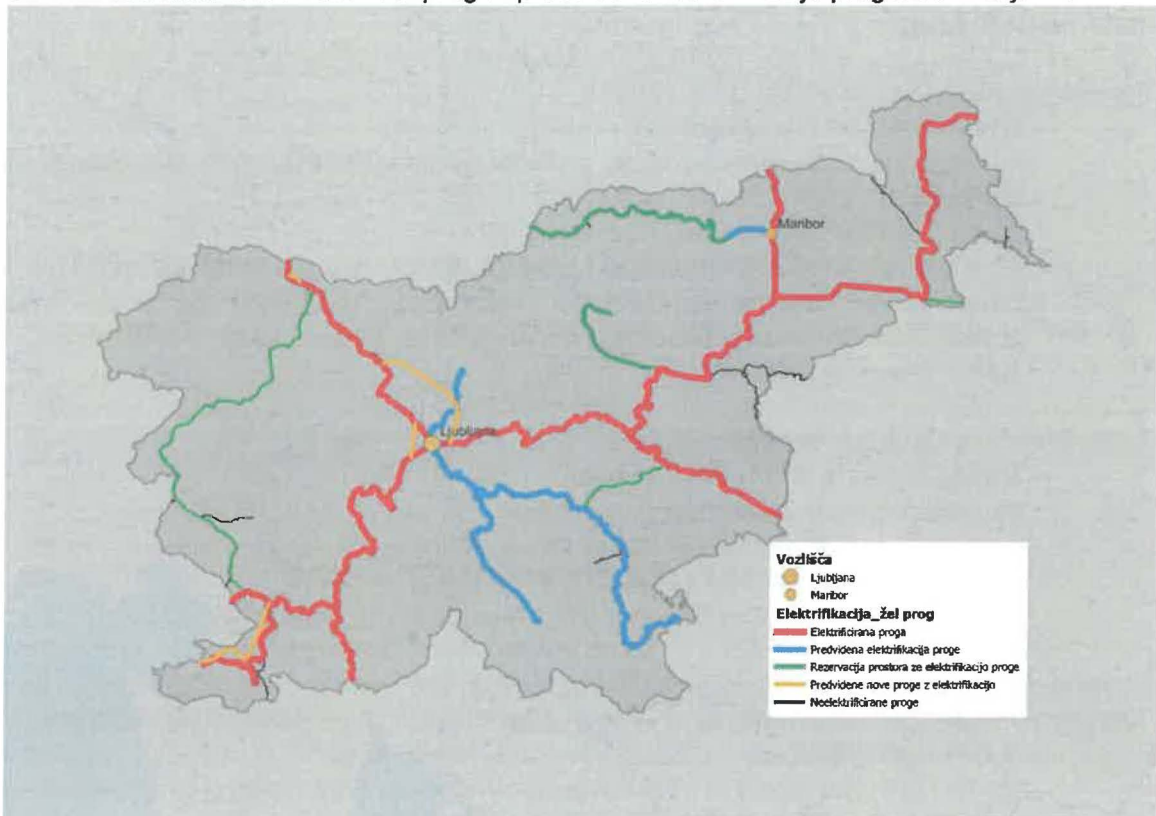 Maribor
Ljubljana
Vozlišča
Ljubljana
Maribor
Elektrifikacija_žel prog
Elektrificirana proga
Predvidena elektrifikacija proge
Rezervacija prostora ze elektrifikacijo proge
Predvidene nove proge z elektrifikacijo
Neelektrificirane proge